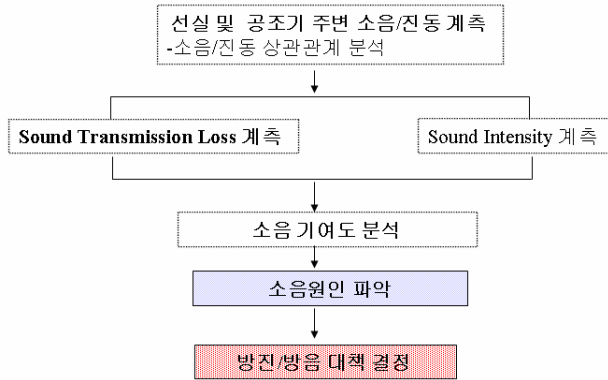 선실 및 공조기 주변 소음/진동 계측
-소음/진동 상관관계 분석
Sound Transmission Loss 계측
Sound Intensity 계측
소음 기여도 분석
소음원인 파악
방진/방음 대책 결정